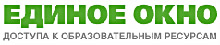 ЕДИНОЕ ОКНО
ДОСТУПА К ОБРАЗОВАТЕЛЬНЫМ РЕСУРСАМ